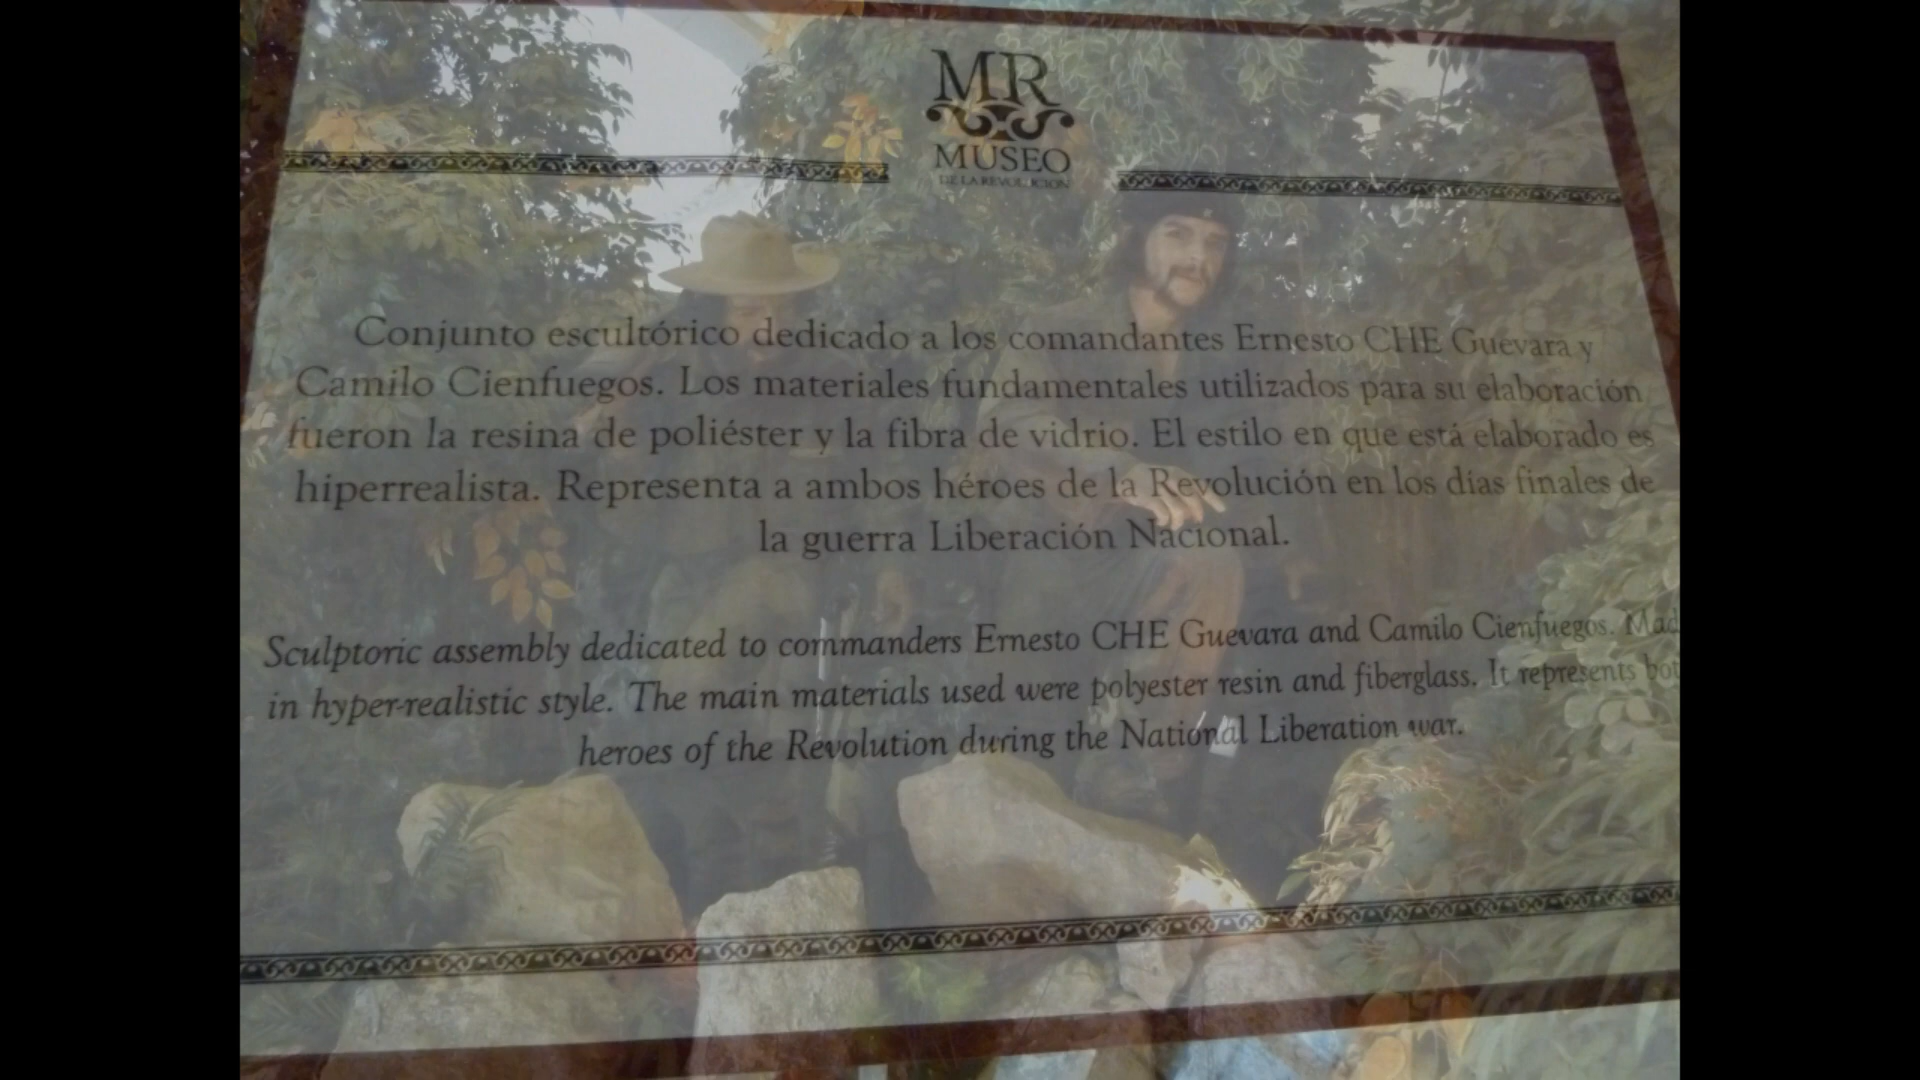 MR
MUSEO
DE LA REVOLUCION
Conjunto escultórico dedicado a los comandantes Ernesto CHE Guevara y
Camilo Cienfuegos. Los materiales fundamentales utilizados para su elaboración
fueron la resina de poliéster y la fibra de vidrio. El estilo en que está elaborado es
hiperrealista. Representa a ambos héroes de la Revolución en los días finales de
la guerra Liberación Nacional.
Sculptoric assembly dedicated to commanders Ernesto CHE Guevara and Camilo Cienfuegos. Mad
in hyper-realistic style. The main materials used were polyester resin and fiberglass. It represents bot
heroes of the Revolution during the National Liberation war.